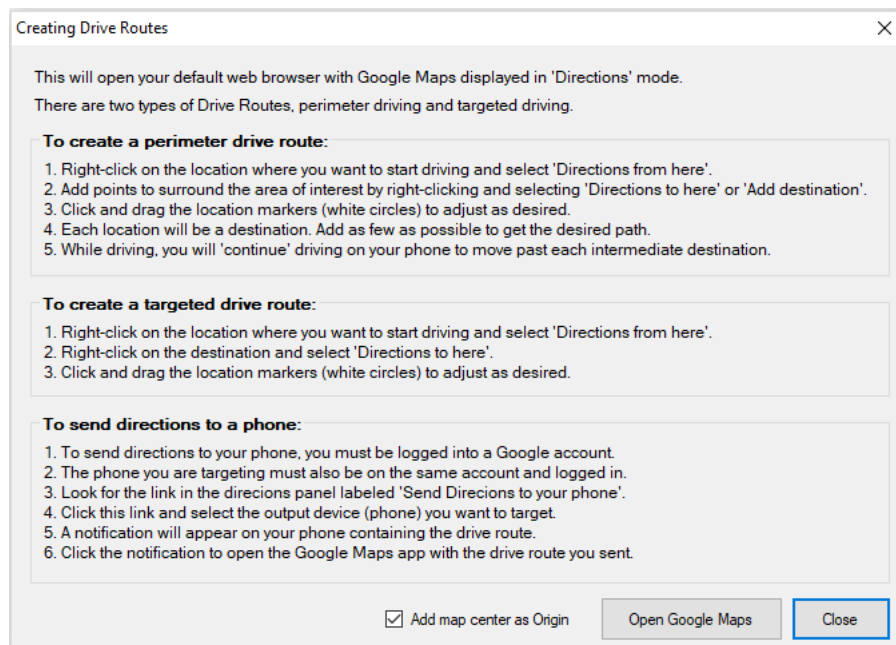 Creating Drive Routes
This will open your default web browser with Google Maps displayed in 'Directions' mode.
There are two types of Drive Routes, perimeter driving and targeted driving.
To create a perimeter drive route:
1. Right-click on the location where you want to start driving and select 'Directions from here'.
2. Add points to surround the area of interest by right-clicking and selecting 'Directions to here' or 'Add destination'.
3. Click and drag the location markers (white circles) to adjust as desired.
4. Each location will be a destination. Add as few as possible to get the desired path.
5. While driving, you will 'continue' driving on your phone to move past each intermediate destination.
To create a targeted drive route:
1. Right-click on the location where you want to start driving and select 'Directions from here'.
2. Right-click on the destination and select 'Directions to here'.
3. Click and drag the location markers (white circles) to adjust as desired.
To send directions to a phone:
1. To send directions to your phone, you must be logged into a Google account.
2. The phone you are targeting must also be on the same account and logged in.
3. Look for the link in the direcions panel labeled 'Send Direcions to your phone'.
4. Click this link and select the output device (phone) you want to target.
5. A notification will appear on your phone containing the drive route.
6. Click the notification to open the Google Maps app with the drive route you sent.
Add map center as Origin
Open Google Maps
Close